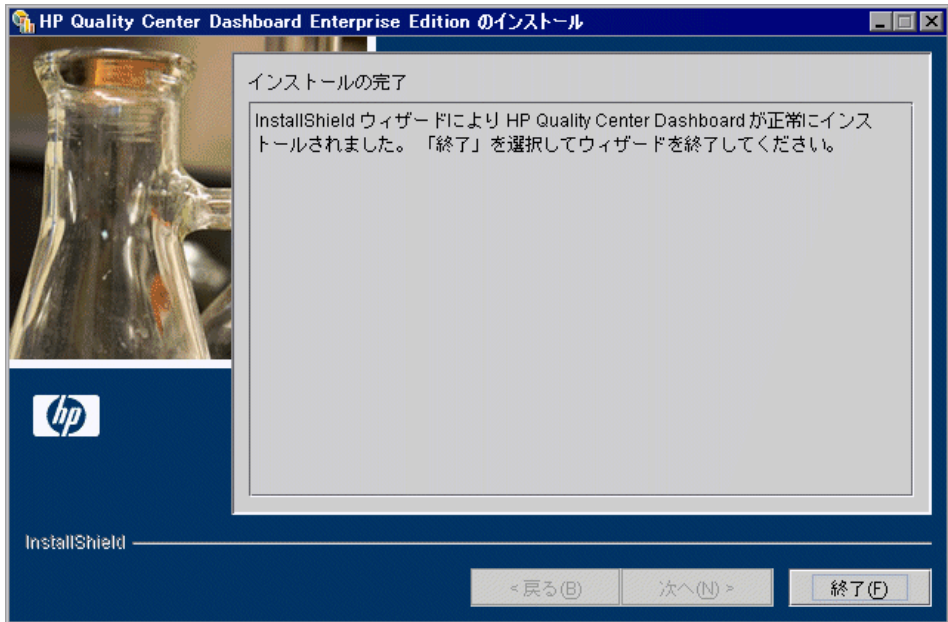 HP Quality Center Dashboard Enterprise Edition のインストール
インストールの完了
InstallShield ウィザードにより HP Quality Center Dashboard が正常にインス
トールされました。 「終了」を選択してウィザードを終了してください。
hp
InstallShield
< 戻る(B)
次へ(N) >
終了(F)